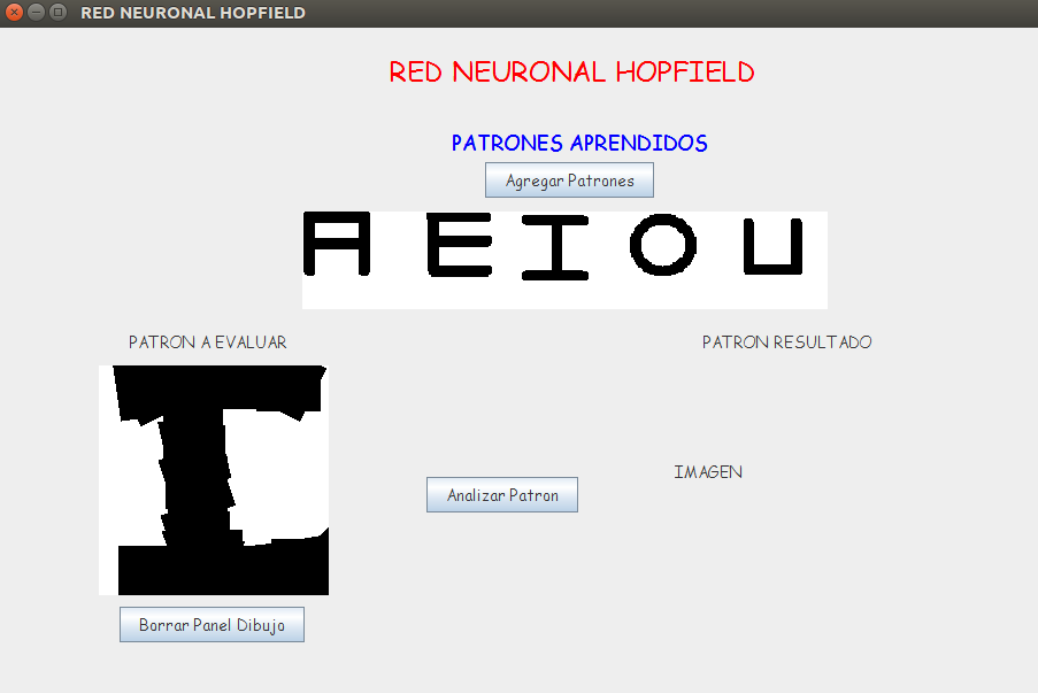 RED NEURONAL HOPFIELD
RED NEURONAL HOPFIELD
PATRONES APRENDIDOS
Agregar Patrones
A E I O U
PATRON A EVALUAR
PATRON RESULTADO
I
IMAGEN
Analizar Patron
Borrar Panel Dibujo